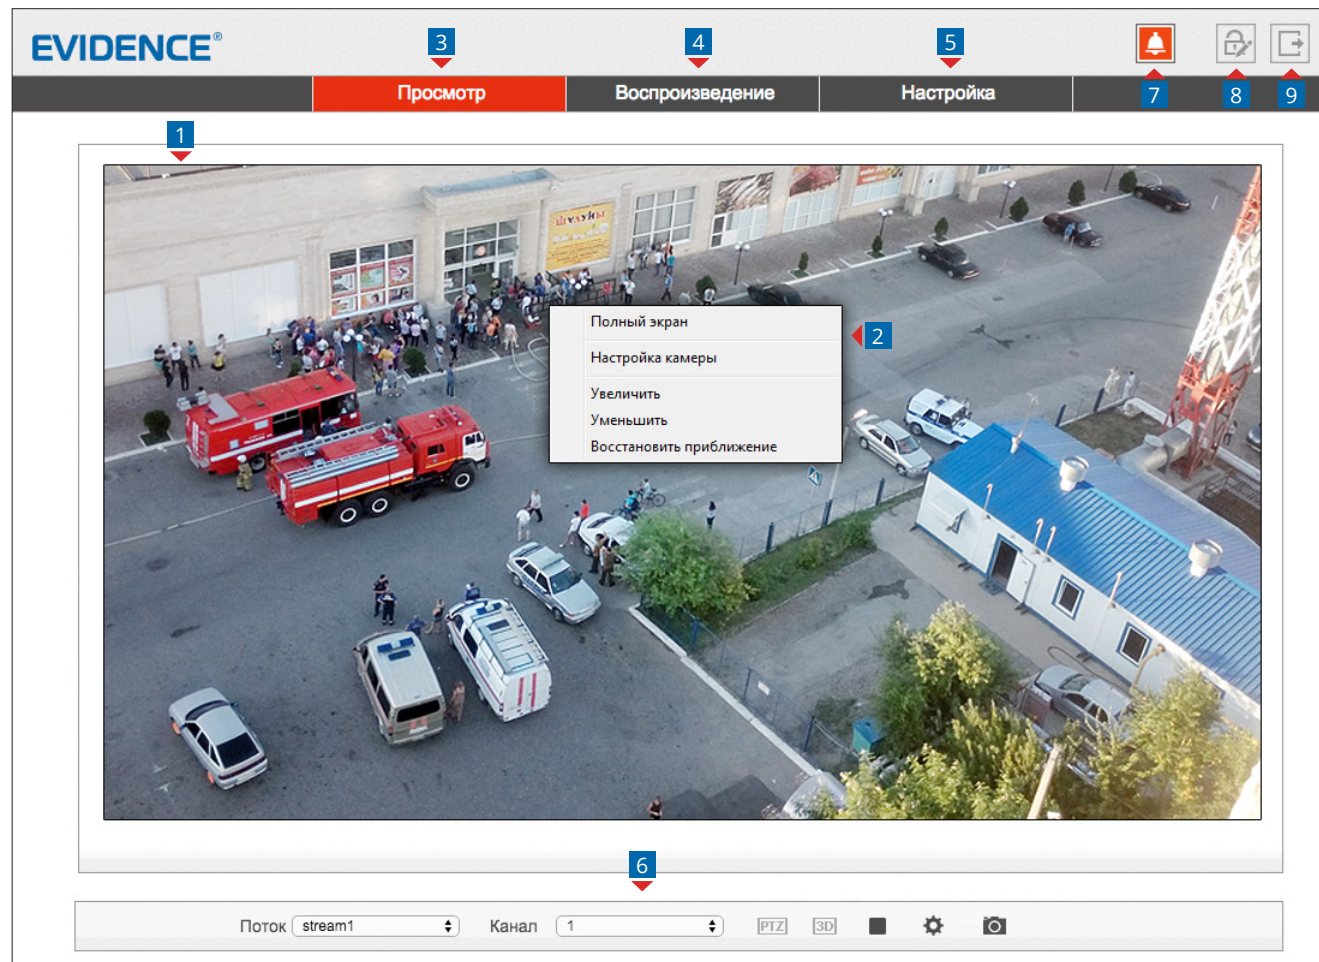 EVIDENCE®
3
4
5
Просмотр
Воспроизведение
Настройка
7
8
9
1
ШУЛУНЫ
2
Полный экран
Настройка камеры
Увеличить
Уменьшить
Восстановить приближение
6
Поток stream1 Канал 1 PTZ 3D